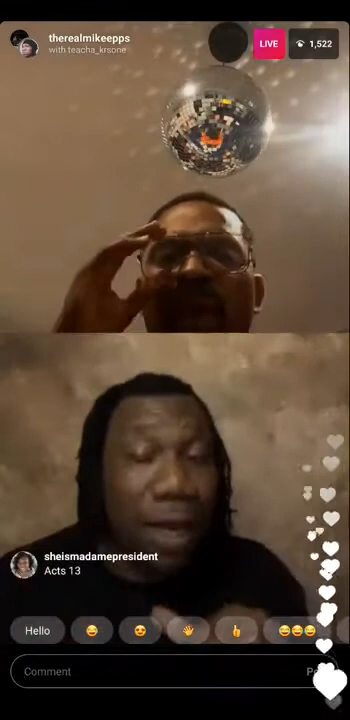 therealmikeepps
with teacha_krsone
LIVE
1,522
sheismadamepresident
Acts 13
Hello
Comment